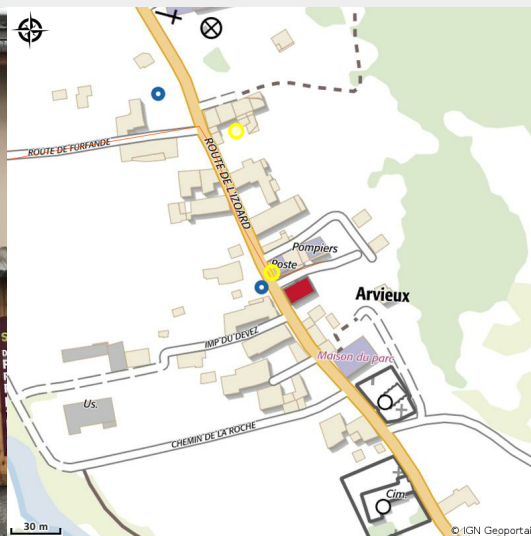 ROUTE DE FURFANDE
ROUTE DE L'IZOARD
Pompiers
Poste
Arvieux
IMP DU DEVEZ
Maison du parc
Us.
CHEMIN DE LA ROCHE
Cim.
30 m
© IGN Geoportai